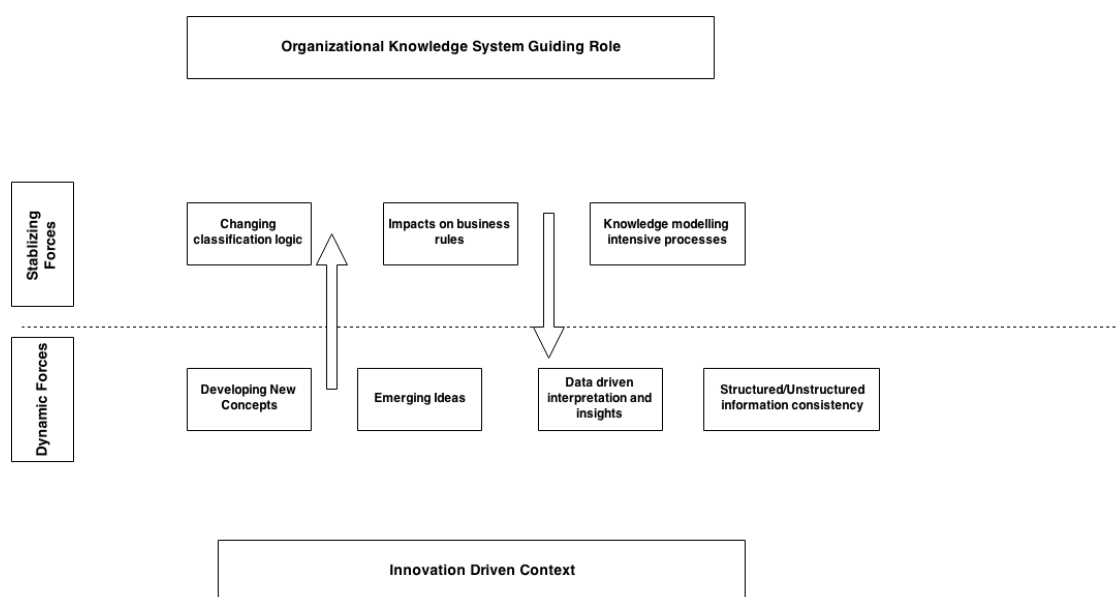 Organizational Knowledge System Guiding Role
Stablizing
Forces
Changing
classification logic
Impacts on business
rules
Knowledge modelling
intensive processes
Dynamic Forces
Developing New
Concepts
Emerging Ideas
Data driven
interpretation and
insights
Structured/Unstructured
information consistency
Innovation Driven Context